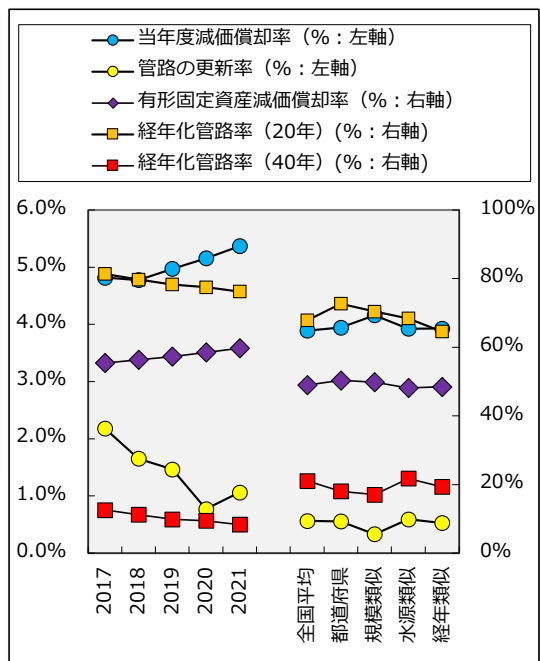 当年度減価償却率（%：左軸）
管路の更新率（%：左軸）
有形固定資産減価償却率（%：右軸）
経年化管路率（20年）(%：右軸)
経年化管路率（40年）(%：右軸)
6.0%
5.0%
4.0%
3.0%
2.0%
1.0%
0.0%
100%
80%
60%
40%
20%
0%
2017
2018
2019
2020
2021
全国平均
都道府県
規模類似
水源類似
経年類似